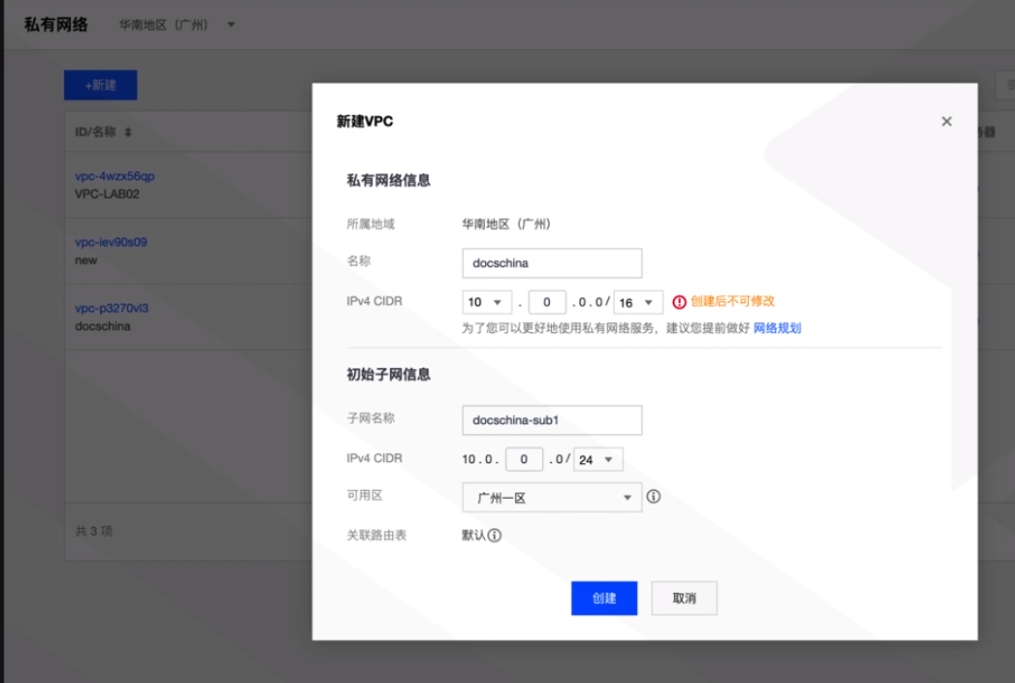 私有网络 华南地区（广州）
+新建
ID/名称
vpc-4wzx56qp
VPC-LAB02
vpc-iev90s09
new
vpc-p3270vl3
docschina
共 3 项
新建VPC
私有网络信息
所属地域 华南地区（广州）
名称 docschina
IPv4 CIDR 10 . 0 .0.0/ 16 创建后不可修改
为了您可以更好地使用私有网络服务，建议您提前做好 网络规划
初始子网信息
子网名称 docschina-sub1
IPv4 CIDR 10.0. 0 .0/ 24
可用区 广州一区
关联路由表 默认
创建 取消